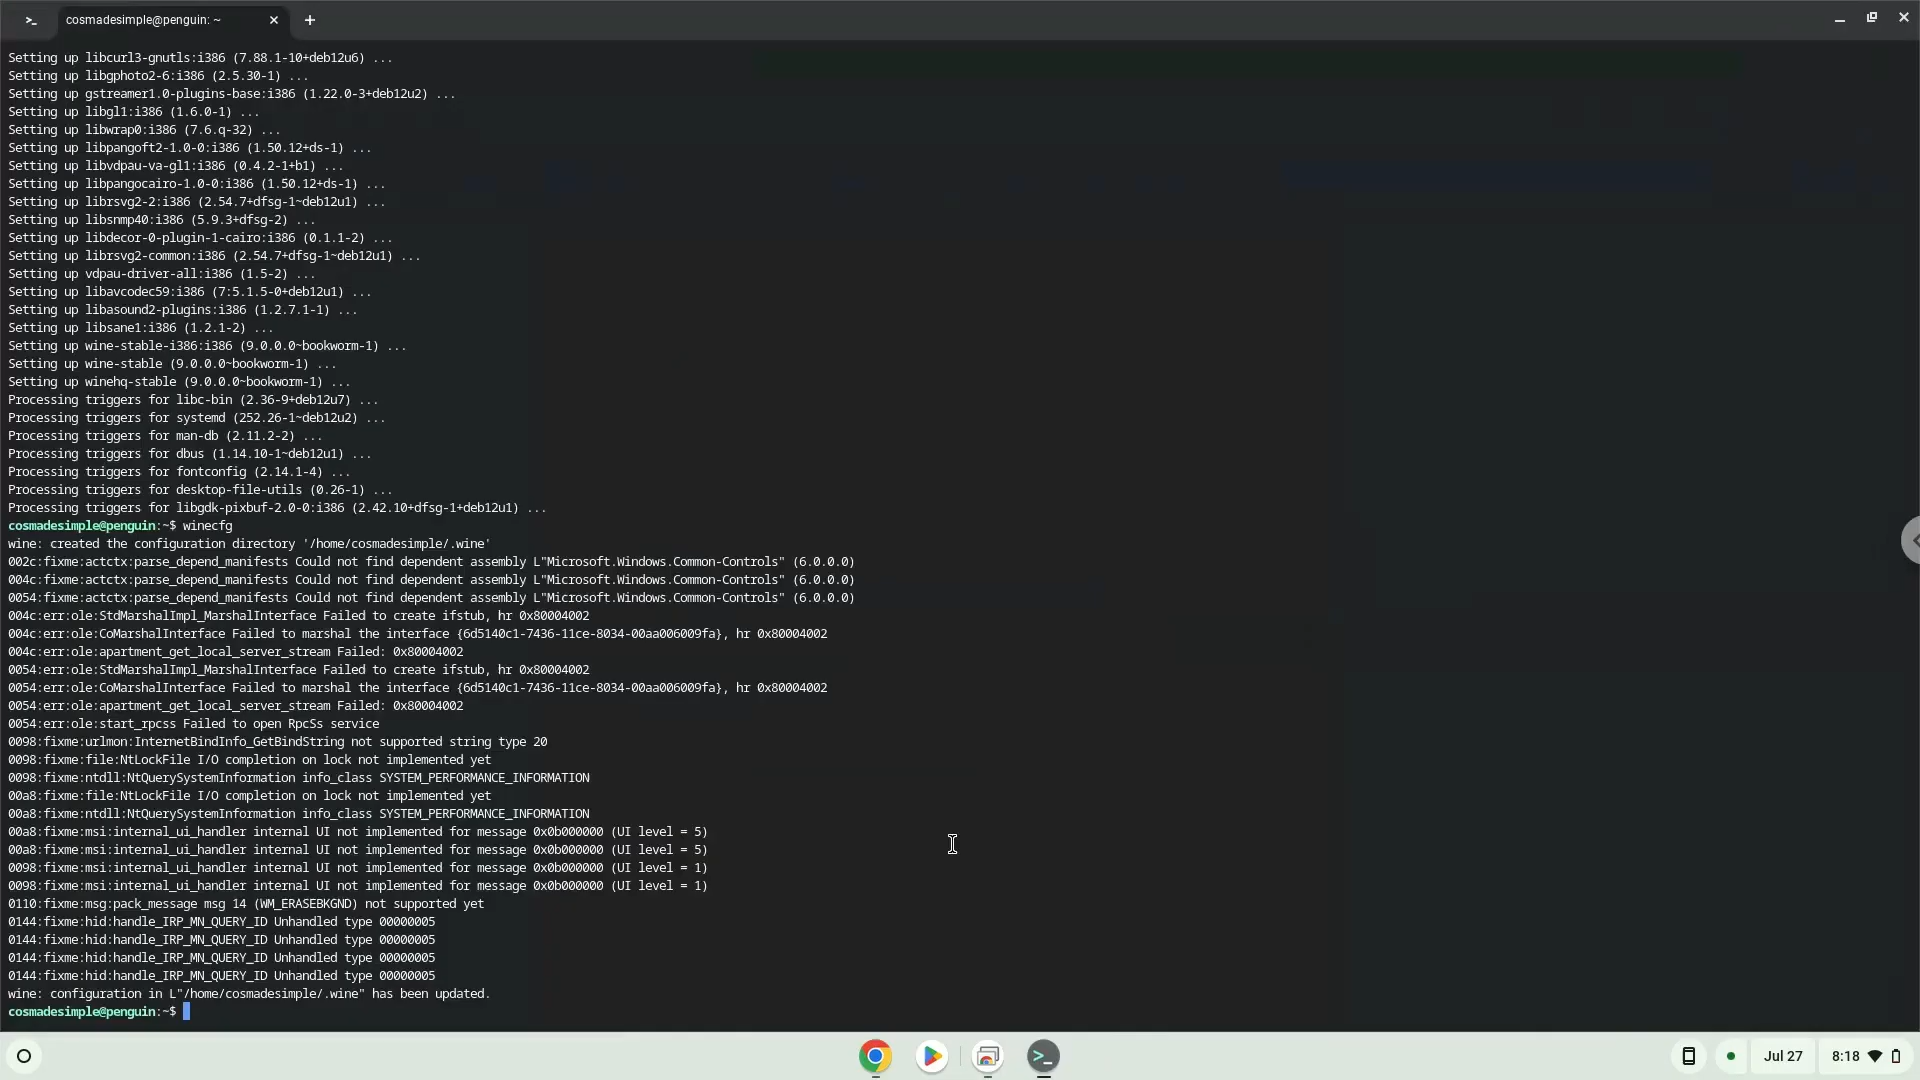 cosmadesimple@penguin: ~
Setting up libcurl3-gnutls:i386 (7.88.1-10+deb12u6) ...
Setting up libgphoto2-6:i386 (2.5.30-1) ...
Setting up gstreamer1.0-plugins-base:i386 (1.22.0-3+deb12u2) ...
Setting up libgl1:i386 (1.6.0-1) ...
Setting up libwrap0:i386 (7.6.q-32) ...
Setting up libpangoft2-1.0-0:i386 (1.50.12+ds-1) ...
Setting up libvdpau-va-gl1:i386 (0.4.2-1+b1) ...
Setting up libpangocairo-1.0-0:i386 (1.50.12+ds-1) ...
Setting up librsvg2-2:i386 (2.54.7+dfsg-1~deb12u1) ...
Setting up libsnmp40:i386 (5.9.3+dfsg-2) ...
Setting up libdecor-0-plugin-1-cairo:i386 (0.1.1-2) ...
Setting up librsvg2-common:i386 (2.54.7+dfsg-1~deb12u1) ...
Setting up vdpau-driver-all:i386 (1.5-2) ...
Setting up libavcodec59:i386 (7:5.1.5-0+deb12u1) ...
Setting up libasound2-plugins:i386 (1.2.7.1-1) ...
Setting up libsane1:i386 (1.2.1-2) ...
Setting up wine-stable-i386:i386 (9.0.0.0~bookworm-1) ...
Setting up wine-stable (9.0.0.0~bookworm-1) ...
Setting up winehq-stable (9.0.0.0~bookworm-1) ...
Processing triggers for libc-bin (2.36-9+deb12u7) ...
Processing triggers for systemd (252.26-1~deb12u2) ...
Processing triggers for man-db (2.11.2-2) ...
Processing triggers for dbus (1.14.10-1~deb12u1) ...
Processing triggers for fontconfig (2.14.1-4) ...
Processing triggers for desktop-file-utils (0.26-1) ...
Processing triggers for libgdk-pixbuf-2.0-0:i386 (2.42.10+dfsg-1+deb12u1) ...
cosmadesimple@penguin:~$ winecfg
wine: created the configuration directory '/home/cosmadesimple/.wine'
002c:fixme:actctx:parse_depend_manifests Could not find dependent assembly L"Microsoft.Windows.Common-Controls" (6.0.0.0)
004c:fixme:actctx:parse_depend_manifests Could not find dependent assembly L"Microsoft.Windows.Common-Controls" (6.0.0.0)
0054:fixme:actctx:parse_depend_manifests Could not find dependent assembly L"Microsoft.Windows.Common-Controls" (6.0.0.0)
004c:err:ole:StdMarshalImpl_MarshalInterface Failed to create ifstub, hr 0x80004002
004c:err:ole:CoMarshalInterface Failed to marshal the interface {6d5140c1-7436-11ce-8034-00aa006009fa}, hr 0x80004002
004c:err:ole:apartment_get_local_server_stream Failed: 0x80004002
0054:err:ole:StdMarshalImpl_MarshalInterface Failed to create ifstub, hr 0x80004002
0054:err:ole:CoMarshalInterface Failed to marshal the interface {6d5140c1-7436-11ce-8034-00aa006009fa}, hr 0x80004002
0054:err:ole:apartment_get_local_server_stream Failed: 0x80004002
0054:err:ole:start_rpcss Failed to open RpcSs service
0098:fixme:urlmon:InternetBindInfo_GetBindString not supported string type 20
0098:fixme:file:NtLockFile I/O completion on lock not implemented yet
0098:fixme:ntdll:NtQuerySystemInformation info_class SYSTEM_PERFORMANCE_INFORMATION
00a8:fixme:file:NtLockFile I/O completion on lock not implemented yet
00a8:fixme:ntdll:NtQuerySystemInformation info_class SYSTEM_PERFORMANCE_INFORMATION
00a8:fixme:msi:internal_ui_handler internal UI not implemented for message 0x0b000000 (UI level = 5)
00a8:fixme:msi:internal_ui_handler internal UI not implemented for message 0x0b000000 (UI level = 5)
0098:fixme:msi:internal_ui_handler internal UI not implemented for message 0x0b000000 (UI level = 1)
0098:fixme:msi:internal_ui_handler internal UI not implemented for message 0x0b000000 (UI level = 1)
0110:fixme:msg:pack_message msg 14 (WM_ERASEBKGND) not supported yet
0144:fixme:hid:handle_IRP_MN_QUERY_ID Unhandled type 00000005
0144:fixme:hid:handle_IRP_MN_QUERY_ID Unhandled type 00000005
0144:fixme:hid:handle_IRP_MN_QUERY_ID Unhandled type 00000005
0144:fixme:hid:handle_IRP_MN_QUERY_ID Unhandled type 00000005
wine: configuration in L"/home/cosmadesimple/.wine" has been updated.
cosmadesimple@penguin:~$
Jul 27
8:18